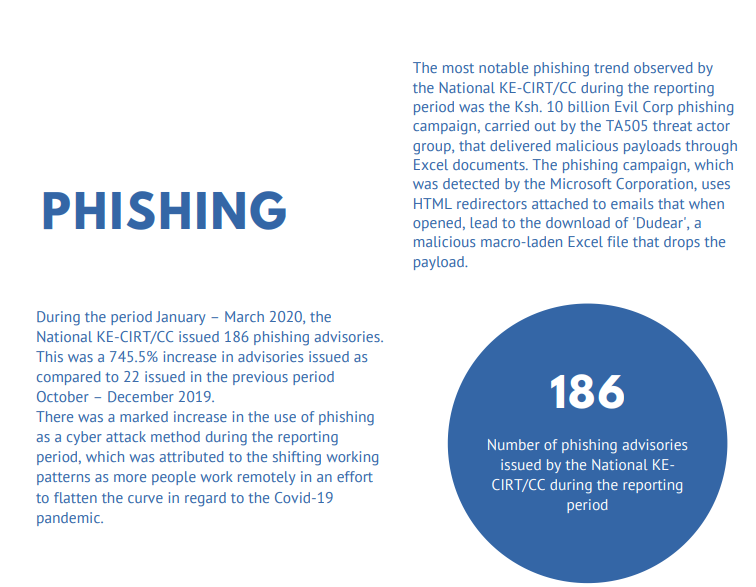 PHISHING
During the period January – March 2020, the
National KE-CIRT/CC issued 186 phishing advisories.
This was a 745.5% increase in advisories issued as
compared to 22 issued in the previous period
October – December 2019.
There was a marked increase in the use of phishing
as a cyber attack method during the reporting
period, which was attributed to the shifting working
patterns as more people work remotely in an effort
to flatten the curve in regard to the Covid-19
pandemic.
The most notable phishing trend observed by
the National KE-CIRT/CC during the reporting
period was the Ksh. 10 billion Evil Corp phishing
campaign, carried out by the TA505 threat actor
group, that delivered malicious payloads through
Excel documents. The phishing campaign, which
was detected by the Microsoft Corporation, uses
HTML redirectors attached to emails that when
opened, lead to the download of 'Dudear', a
malicious macro-laden Excel file that drops the
payload.
186
Number of phishing advisories
issued by the National KE-
CIRT/CC during the reporting
period